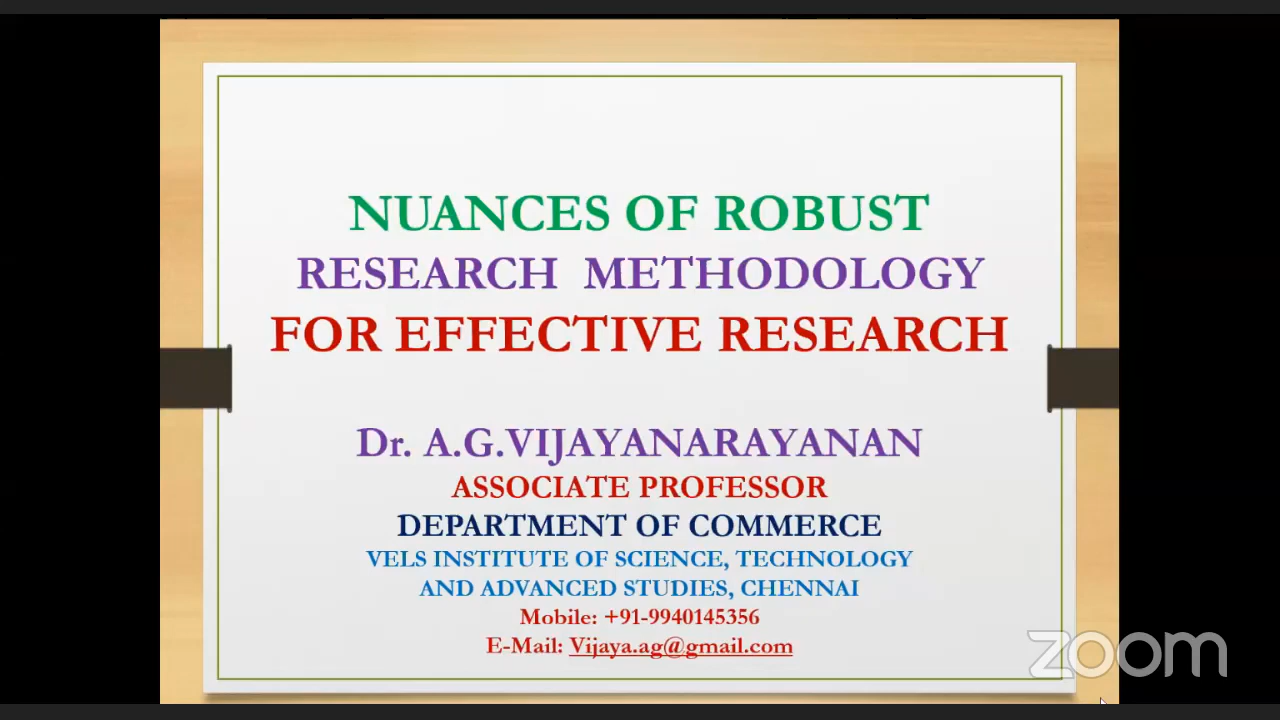 NUANCES OF ROBUST
RESEARCH METHODOLOGY
FOR EFFECTIVE RESEARCH
Dr. A.G.VIJAYANARAYANAN
ASSOCIATE PROFESSOR
DEPARTMENT OF COMMERCE
VELS INSTITUTE OF SCIENCE, TECHNOLOGY
AND ADVANCED STUDIES, CHENNAI
Mobile: +91-9940145356
E-Mail: Vijaya.ag@gmail.com
zoom